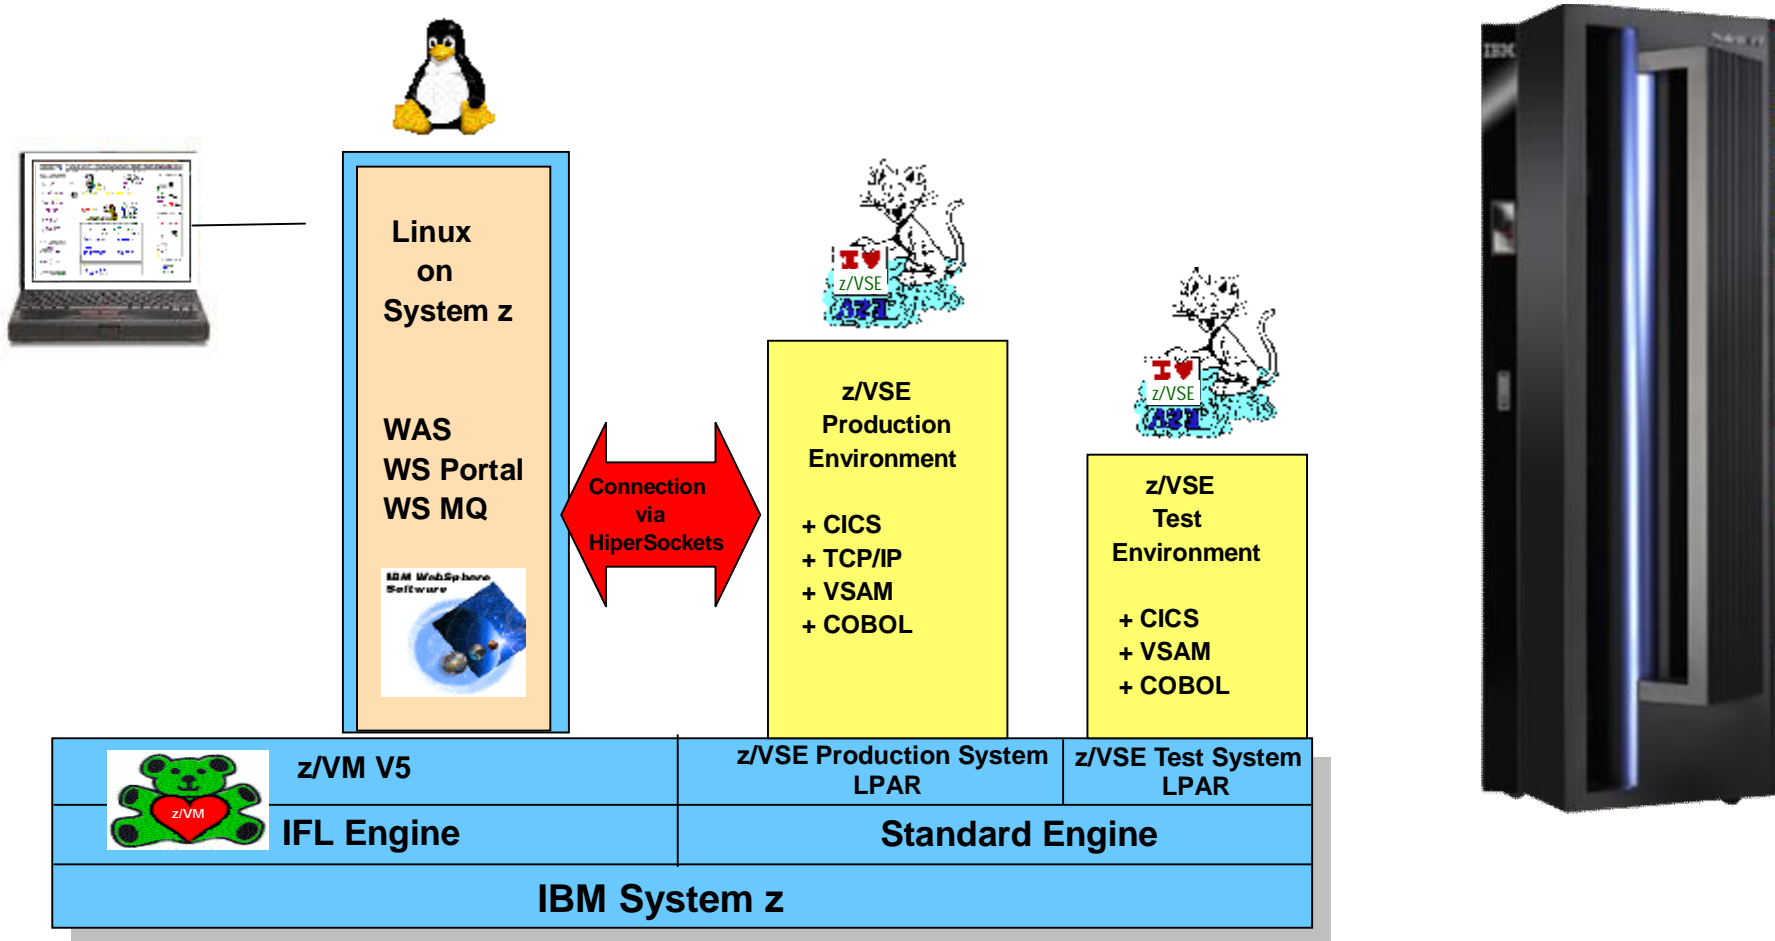 IBM
Linux
on
System z
WAS
WS Portal
WS MQ
IBM WebSphere
Software
Connection
via
HiperSockets
I ♥
z/VSE
z/VSE
Production
Environment
+ CICS
+ TCP/IP
+ VSAM
+ COBOL
I ♥
z/VSE
z/VSE
Test
Environment
+ CICS
+ VSAM
+ COBOL
z/VM V5
z/VM
z/VSE Production System
LPAR
z/VSE Test System
LPAR
IFL Engine
Standard Engine
IBM System z